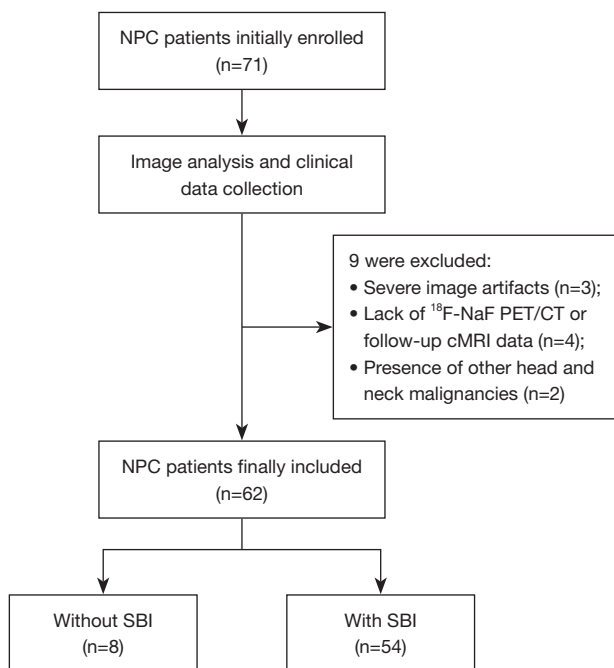 NPC patients initially enrolled
(n=71)
Image analysis and clinical
data collection
9 were excluded:
• Severe image artifacts (n=3);
• Lack of ¹⁸F-NaF PET/CT or
follow-up cMRI data (n=4);
• Presence of other head and
neck malignancies (n=2)
NPC patients finally included
(n=62)
Without SBI
(n=8)
With SBI
(n=54)